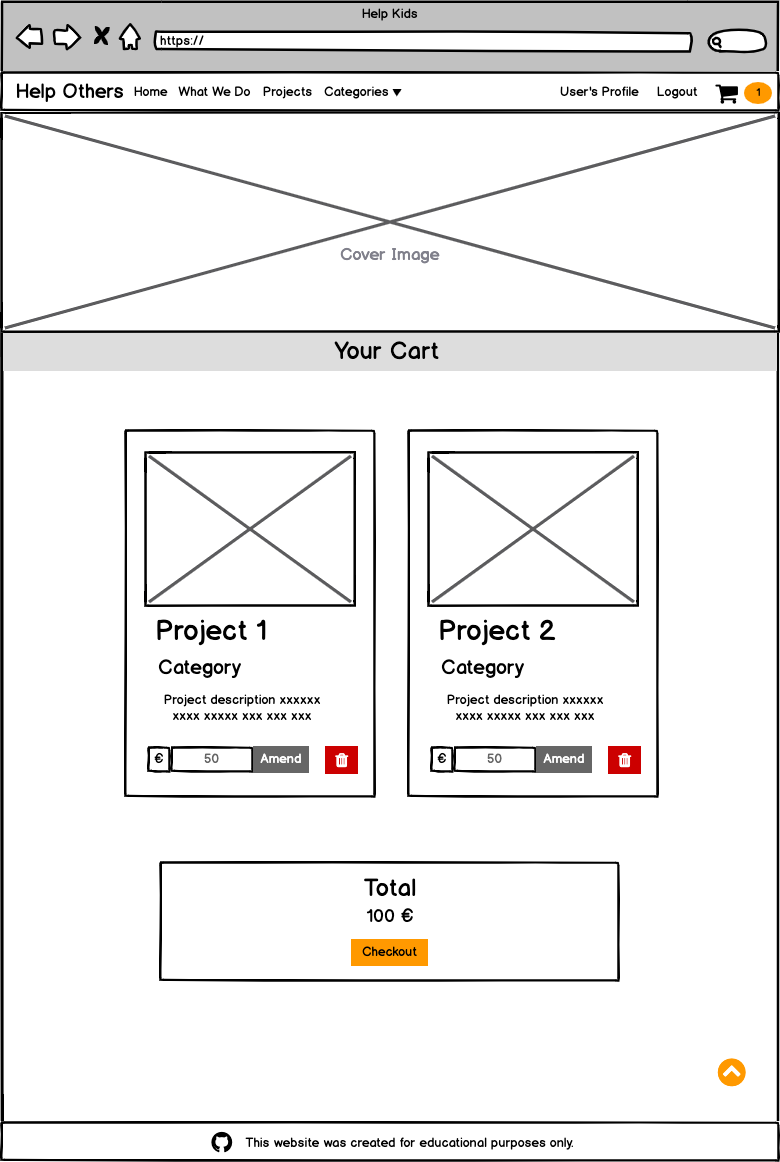 Help Kids
https://
Help Others Home What We Do Projects Categories ▼ User's Profile Logout 1
Cover Image
Your Cart
Project 1
Category
Project description xxxxxx
xxxx xxxxx xxx xxx xxx
€ 50 Amend
Project 2
Category
Project description xxxxxx
xxxx xxxxx xxx xxx xxx
€ 50 Amend
Total
100 €
Checkout
This website was created for educational purposes only.